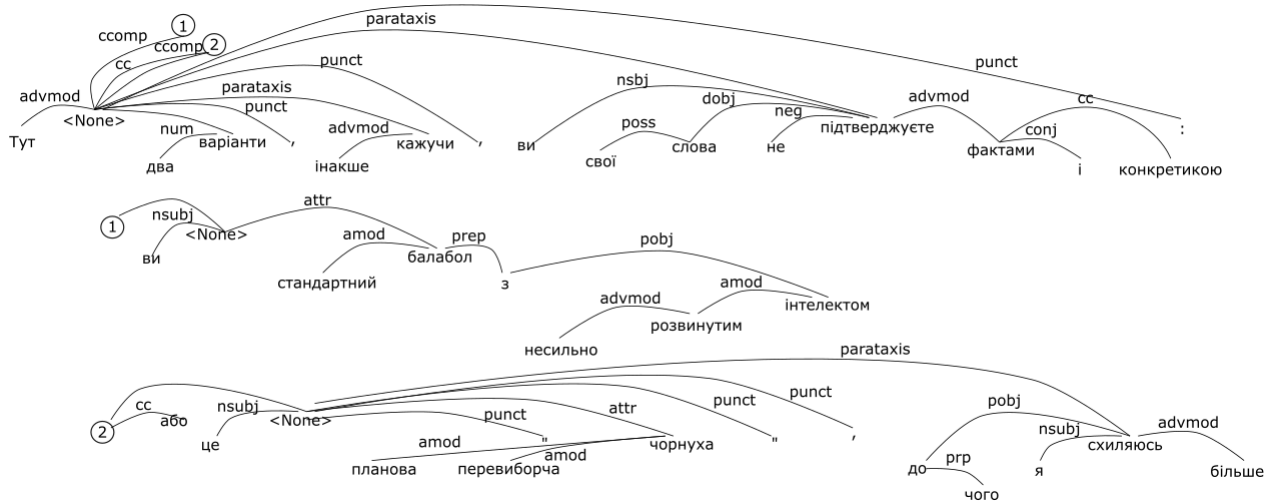 parataxis
ccomp 1
ccomp 2
cc punct punct
advmod parataxis nsbj dobj neg advmod cc
<None> num punct advmod poss підтверджуєте conj :
Тут варіанти , кажучи , ви слова не фактами
два інакше свої і конкретикою
attr
1 nsubj <None> amod prep pobj
ви балабол
стандартний з advmod amod інтелектом
розвинутим
несильно
parataxis
cc nsubj punct attr punct punct pobj advmod
2 або <None> nsubj
це amod " amod чорнуха " , схиляюсь
планова перевиборча до prp я більше
чого